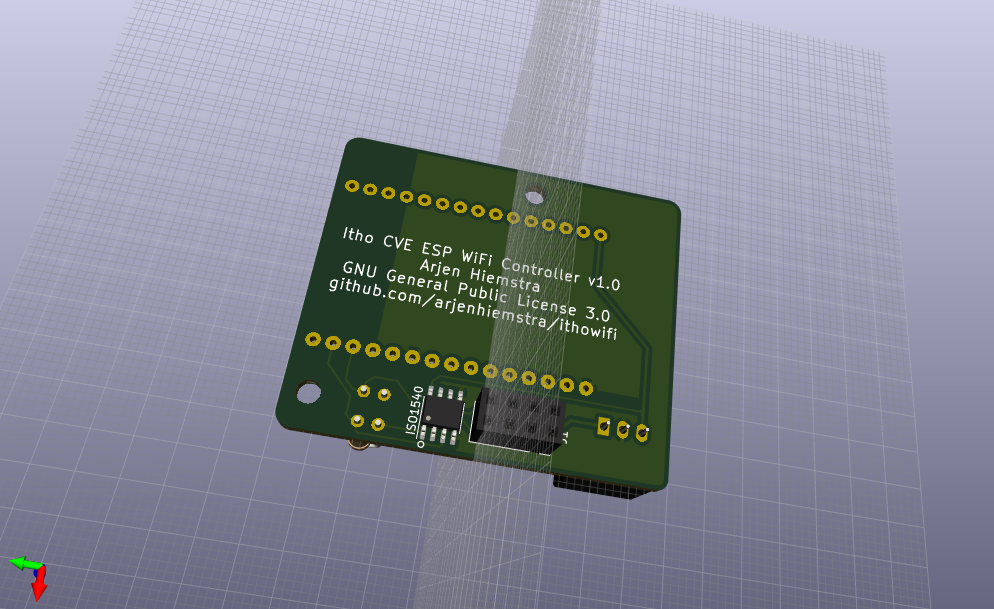 Itho CVE ESP WiFi Controller v1.0
Arjen Hiemstra
GNU General Public License 3.0
github.com/arjenhiemstra/ithowifi
ISO1540